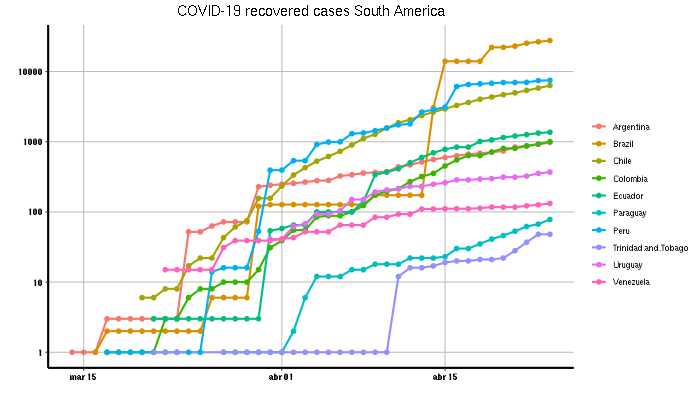 COVID-19 recovered cases South America
10000
1000
100
10
1
mar 15
abr 01
abr 15
Argentina
Brazil
Chile
Colombia
Ecuador
Paraguay
Peru
Trinidad.and.Tobago
Uruguay
Venezuela